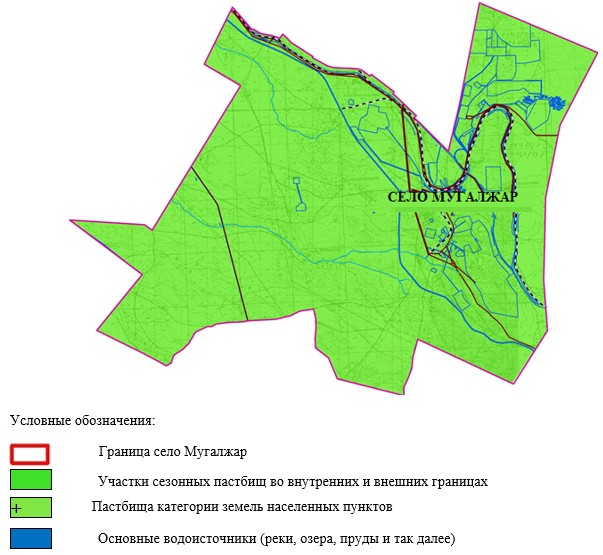 СЕЛО МУГАЛЖАР
Условные обозначения:
Граница село Мугалжар
Участки сезонных пастбищ во внутренних и внешних границах
+ Пастбища категории земель населенных пунктов
Основные водоисточники (реки, озера, пруды и так далее)